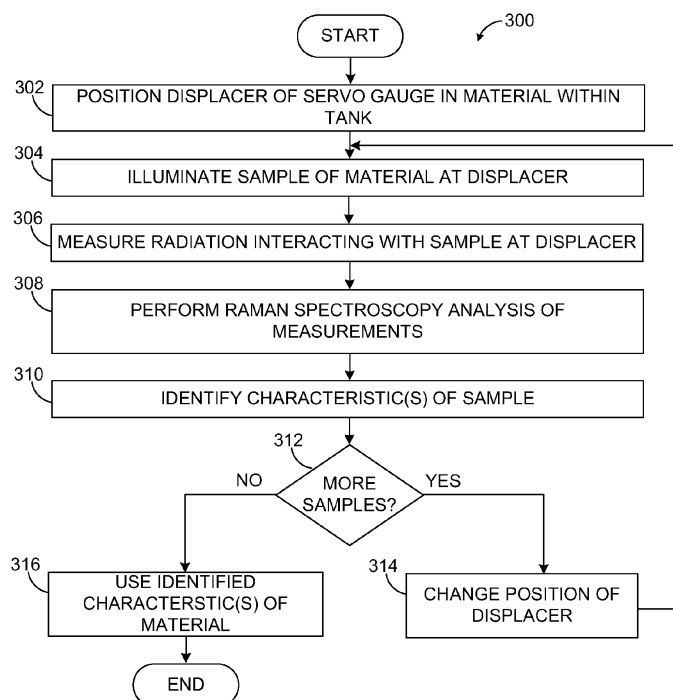 START
300
302
POSITION DISPLACER OF SERVO GAUGE IN MATERIAL WITHIN
TANK
304
ILLUMINATE SAMPLE OF MATERIAL AT DISPLACER
306
MEASURE RADIATION INTERACTING WITH SAMPLE AT DISPLACER
308
PERFORM RAMAN SPECTROSCOPY ANALYSIS OF
MEASUREMENTS
310
IDENTIFY CHARACTERISTIC(S) OF SAMPLE
312
MORE
SAMPLES?
NO
YES
316
USE IDENTIFIED
CHARACTERSTIC(S) OF
MATERIAL
314
CHANGE POSITION OF
DISPLACER
END